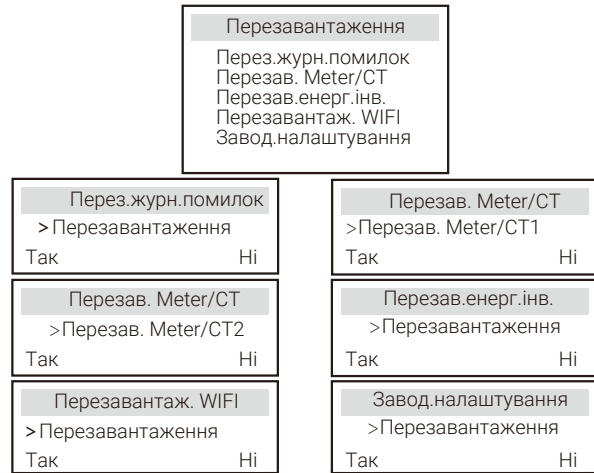 Перезавантаження
Перез.журн.помилок
Перезав. Meter/CT
Перезав.енерг.інв.
Перезавантаж. WIFI
Завод.налаштування
Перез.журн.помилок
>Перезавантаження
Так Ні
Перезав. Meter/CT
>Перезав. Meter/CT1
Так Ні
Перезав. Meter/CT
>Перезав. Meter/CT2
Так Ні
Перезав.енерг.інв.
>Перезавантаження
Так Ні
Перезавантаж. WIFI
>Перезавантаження
Так Ні
Завод.налаштування
>Перезавантаження
Так Ні